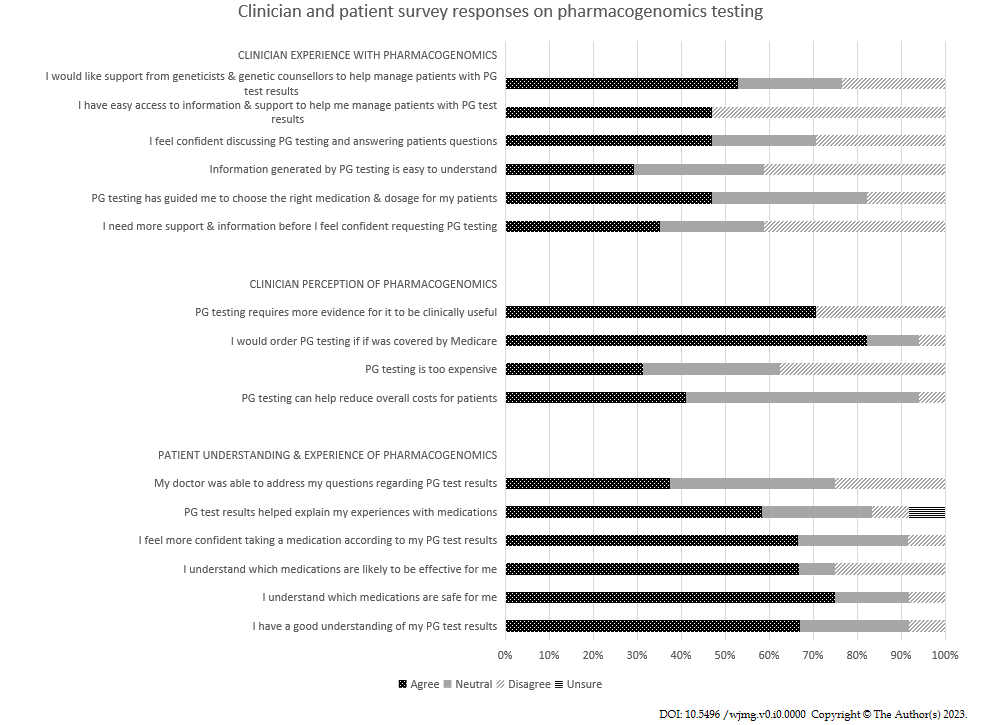 Clinician and patient survey responses on pharmacogenomics testing
CLINICIAN EXPERIENCE WITH PHARMACOGENOMICS
I would like support from geneticists & genetic counsellors to help manage patients with PG
test results
I have easy access to information & support to help me manage patients with PG test
results
I feel confident discussing PG testing and answering patients questions
Information generated by PG testing is easy to understand
PG testing has guided me to choose the right medication & dosage for my patients
I need more support & information before I feel confident requesting PG testing
CLINICIAN PERCEPTION OF PHARMACOGENOMICS
PG testing requires more evidence for it to be clinically useful
I would order PG testing if if was covered by Medicare
PG testing is too expensive
PG testing can help reduce overall costs for patients
PATIENT UNDERSTANDING & EXPERIENCE OF PHARMACOGENOMICS
My doctor was able to address my questions regarding PG test results
PG test results helped explain my experiences with medications
I feel more confident taking a medication according to my PG test results
I understand which medications are likely to be effective for me
I understand which medications are safe for me
I have a good understanding of my PG test results
0% 10% 20% 30% 40% 50% 60% 70% 80% 90% 100%
Agree Neutral Disagree Unsure
DOI: 10.5496 /wjmg.v0.i0.0000 Copyright © The Author(s) 2023.